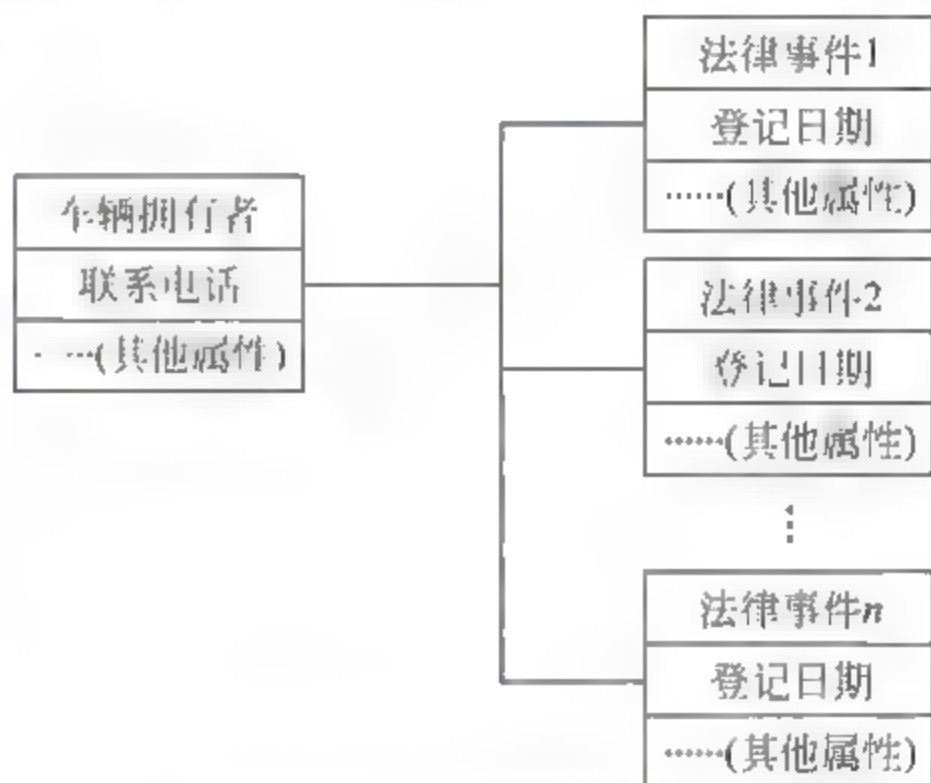 车辆拥有者
联系电话
……(其他属性)
法律事件1
登记日期
……(其他属性)
法律事件2
登记日期
……(其他属性)
⋮
法律事件n
登记日期
……(其他属性)